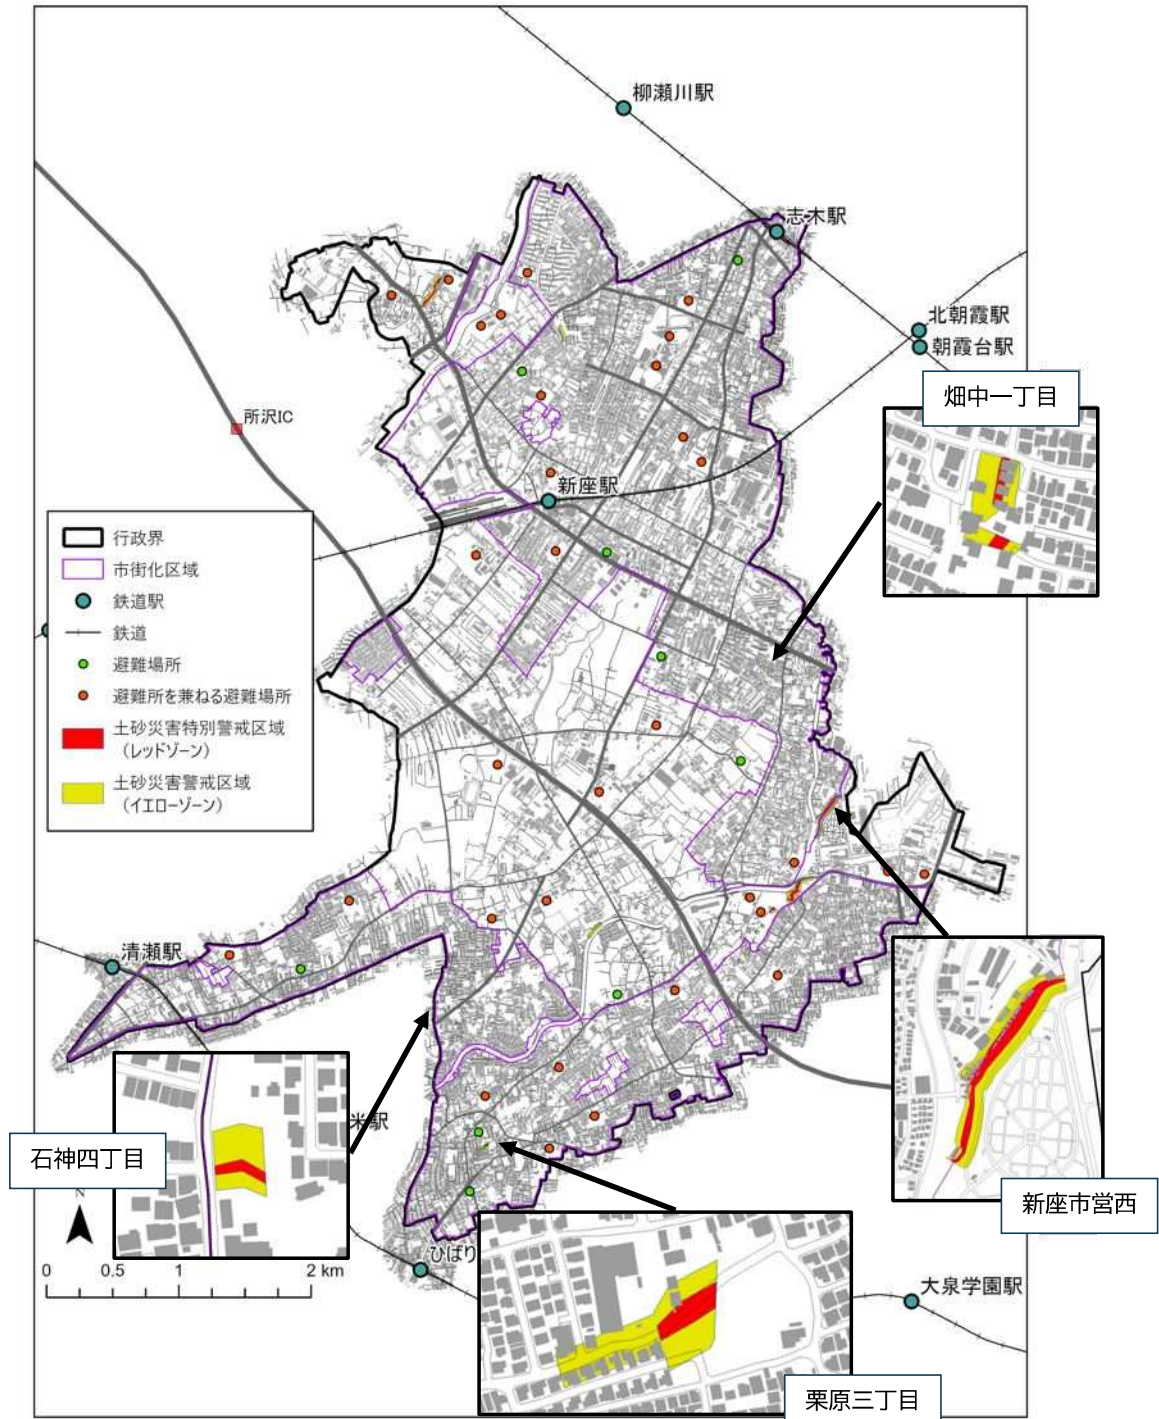 柳瀬川駅
志木駅
北朝霞駅
朝霞台駅
畑中一丁目
所沢IC
新座駅
行政界
市街化区域
鉄道駅
鉄道
避難場所
避難所を兼ねる避難場所
土砂災害特別警戒区域
(レッドゾーン)
土砂災害警戒区域
(イエローゾーン)
清瀬駅
米駅
石神四丁目
新座市営西
N
0 0.5 1 2 km
ひばり
大泉学園駅
栗原三丁目